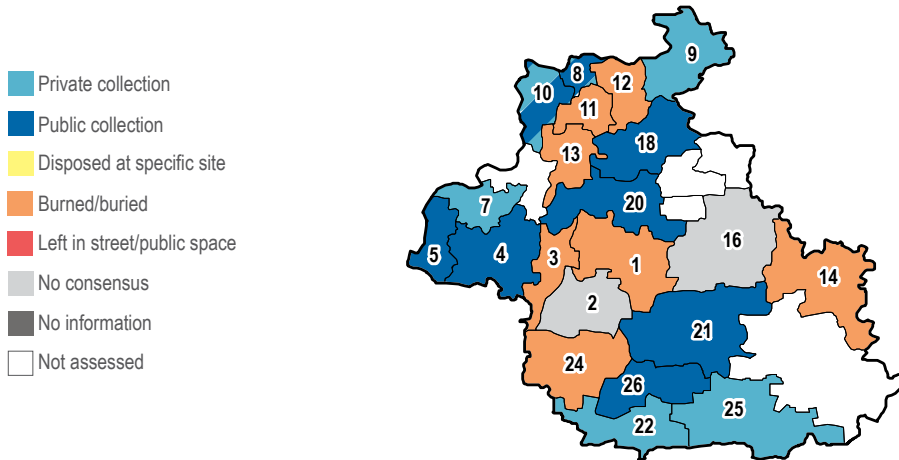 Private collection
Public collection
Disposed at specific site
Burned/buried
Left in street/public space
No consensus
No information
Not assessed
9
8
12
10
11
18
13
7
20
16
5
4
3
1
14
2
21
24
26
25
22